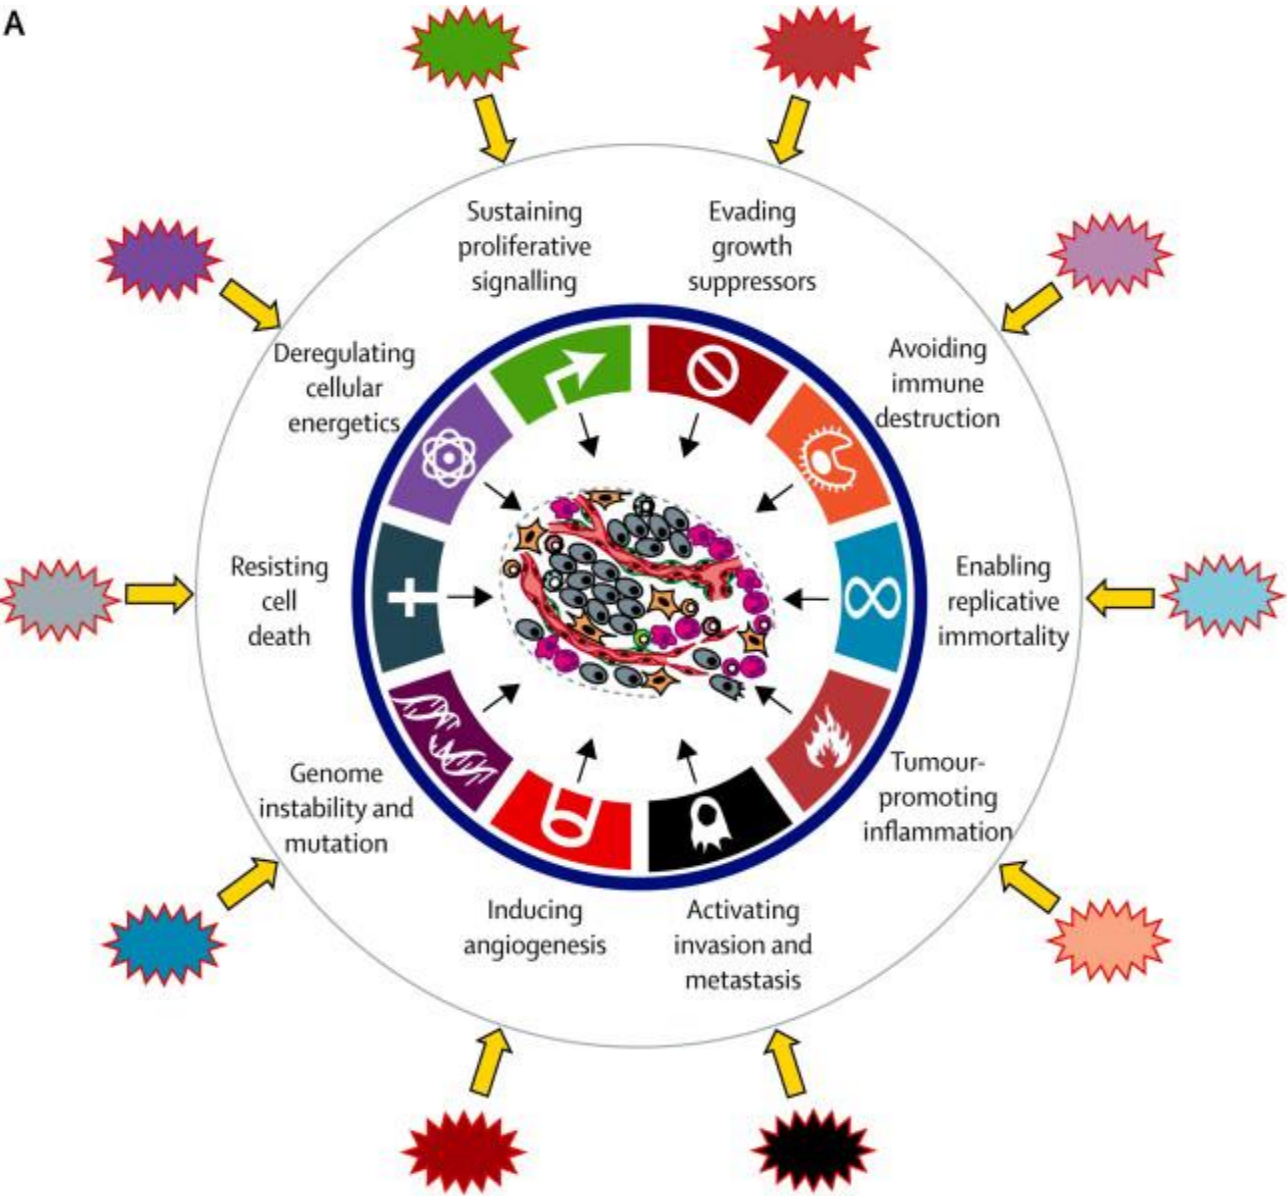 A
Sustaining
proliferative
signalling
Evading
growth
suppressors
Deregulating
cellular
energetics
Avoiding
immune
destruction
Resisting
cell
death
Enabling
replicative
immortality
Genome
instability and
mutation
Tumour-
promoting
inflammation
Inducing
angiogenesis
Activating
invasion and
metastasis